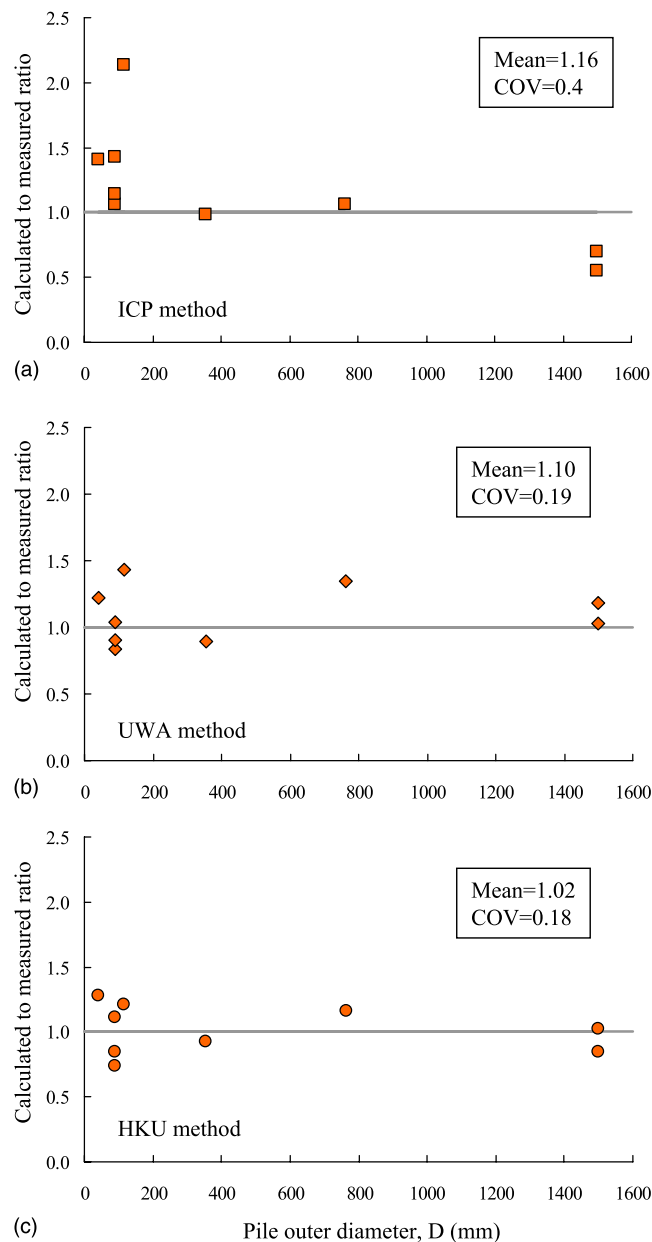 2.5
2.0
1.5
1.0
0.5
0.0
Calculated to measured ratio
Mean=1.16
COV=0.4
ICP method
0 200 400 600 800 1000 1200 1400 1600
(a)
2.5
2.0
1.5
1.0
0.5
0.0
Calculated to measured ratio
Mean=1.10
COV=0.19
UWA method
0 200 400 600 800 1000 1200 1400 1600
(b)
2.5
2.0
1.5
1.0
0.5
0.0
Calculated to measured ratio
Mean=1.02
COV=0.18
HKU method
0 200 400 600 800 1000 1200 1400 1600
(c)
Pile outer diameter, D (mm)